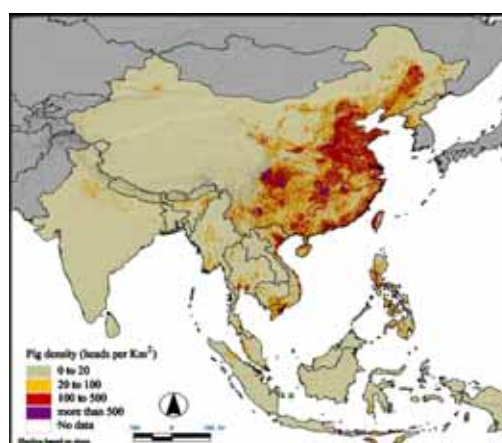 Pig density (heads per Km²)
0 to 20
20 to 100
100 to 500
more than 500
No data